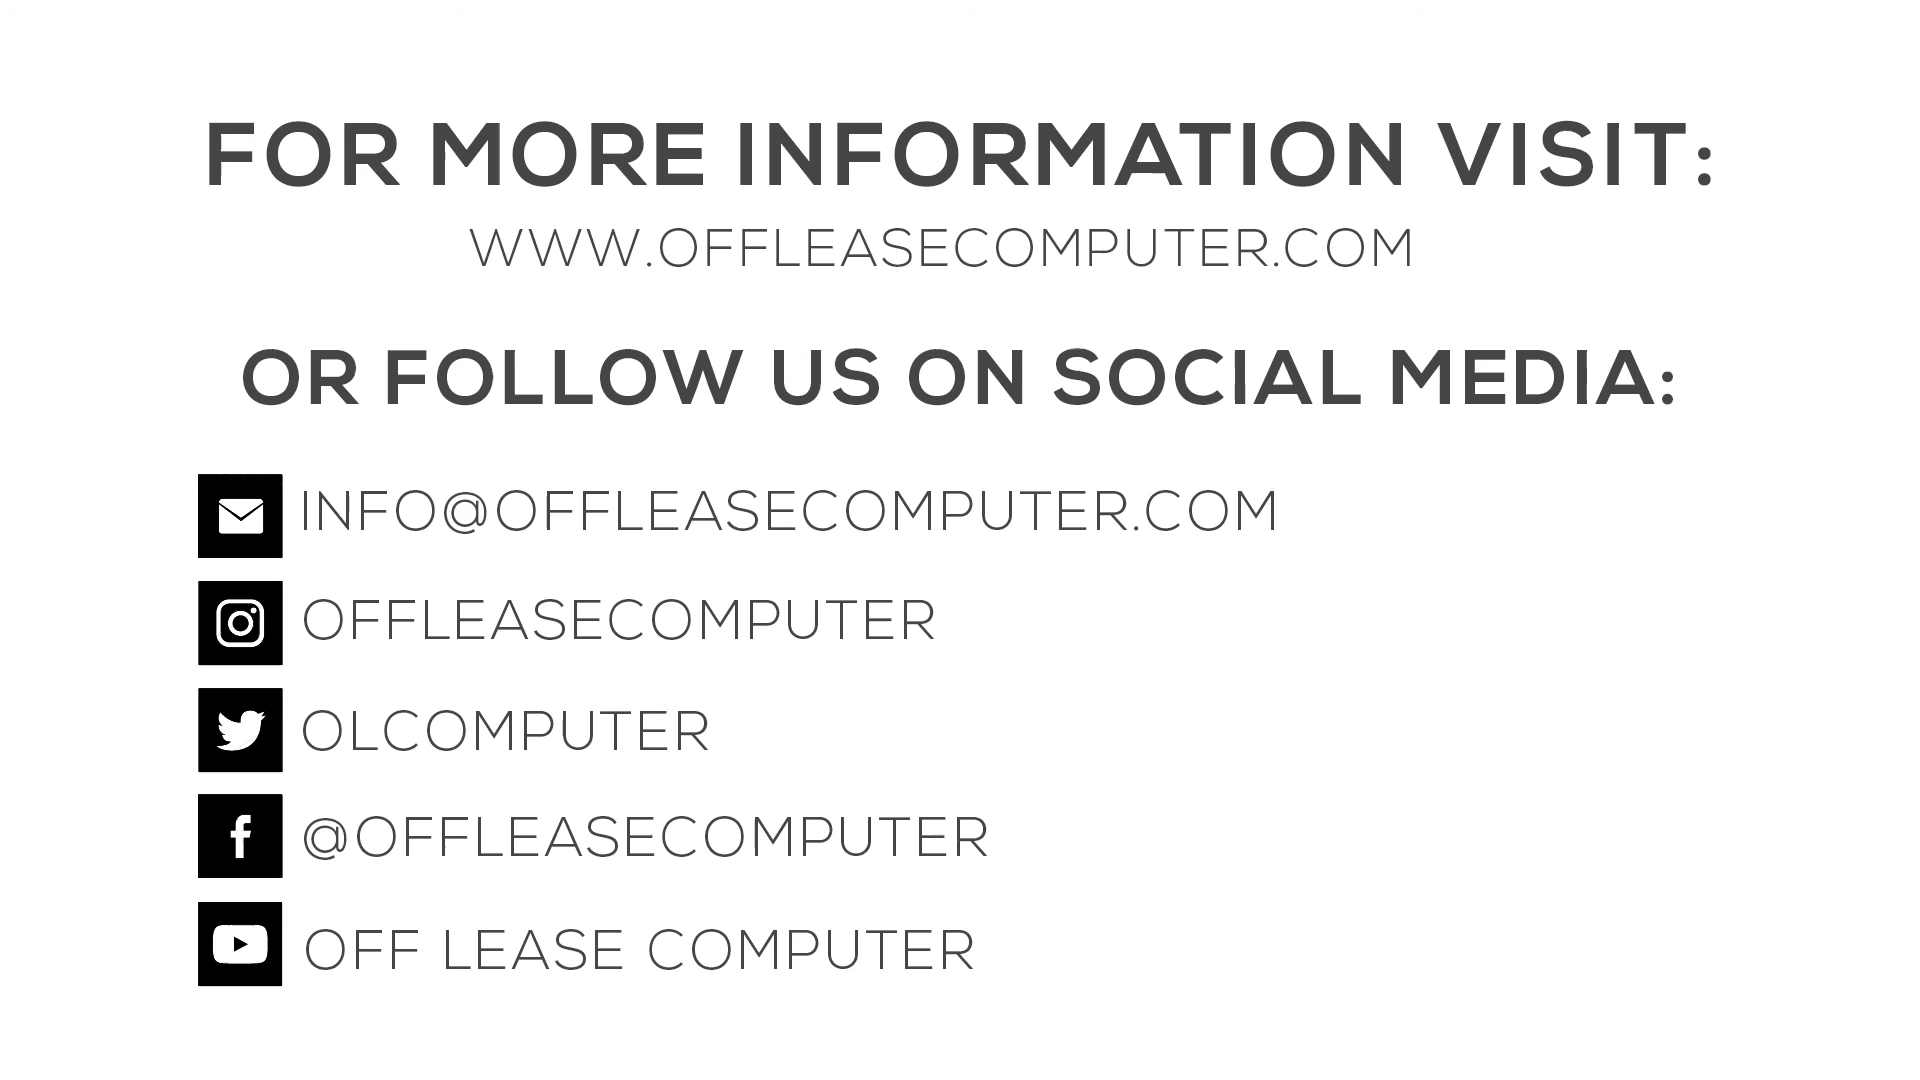 FOR MORE INFORMATION VISIT:
WWW.OFFLEASECOMPUTER.COM
OR FOLLOW US ON SOCIAL MEDIA:
INFO@OFFLEASECOMPUTER.COM
OFFLEASECOMPUTER
OLCOMPUTER
@OFFLEASECOMPUTER
OFF LEASE COMPUTER